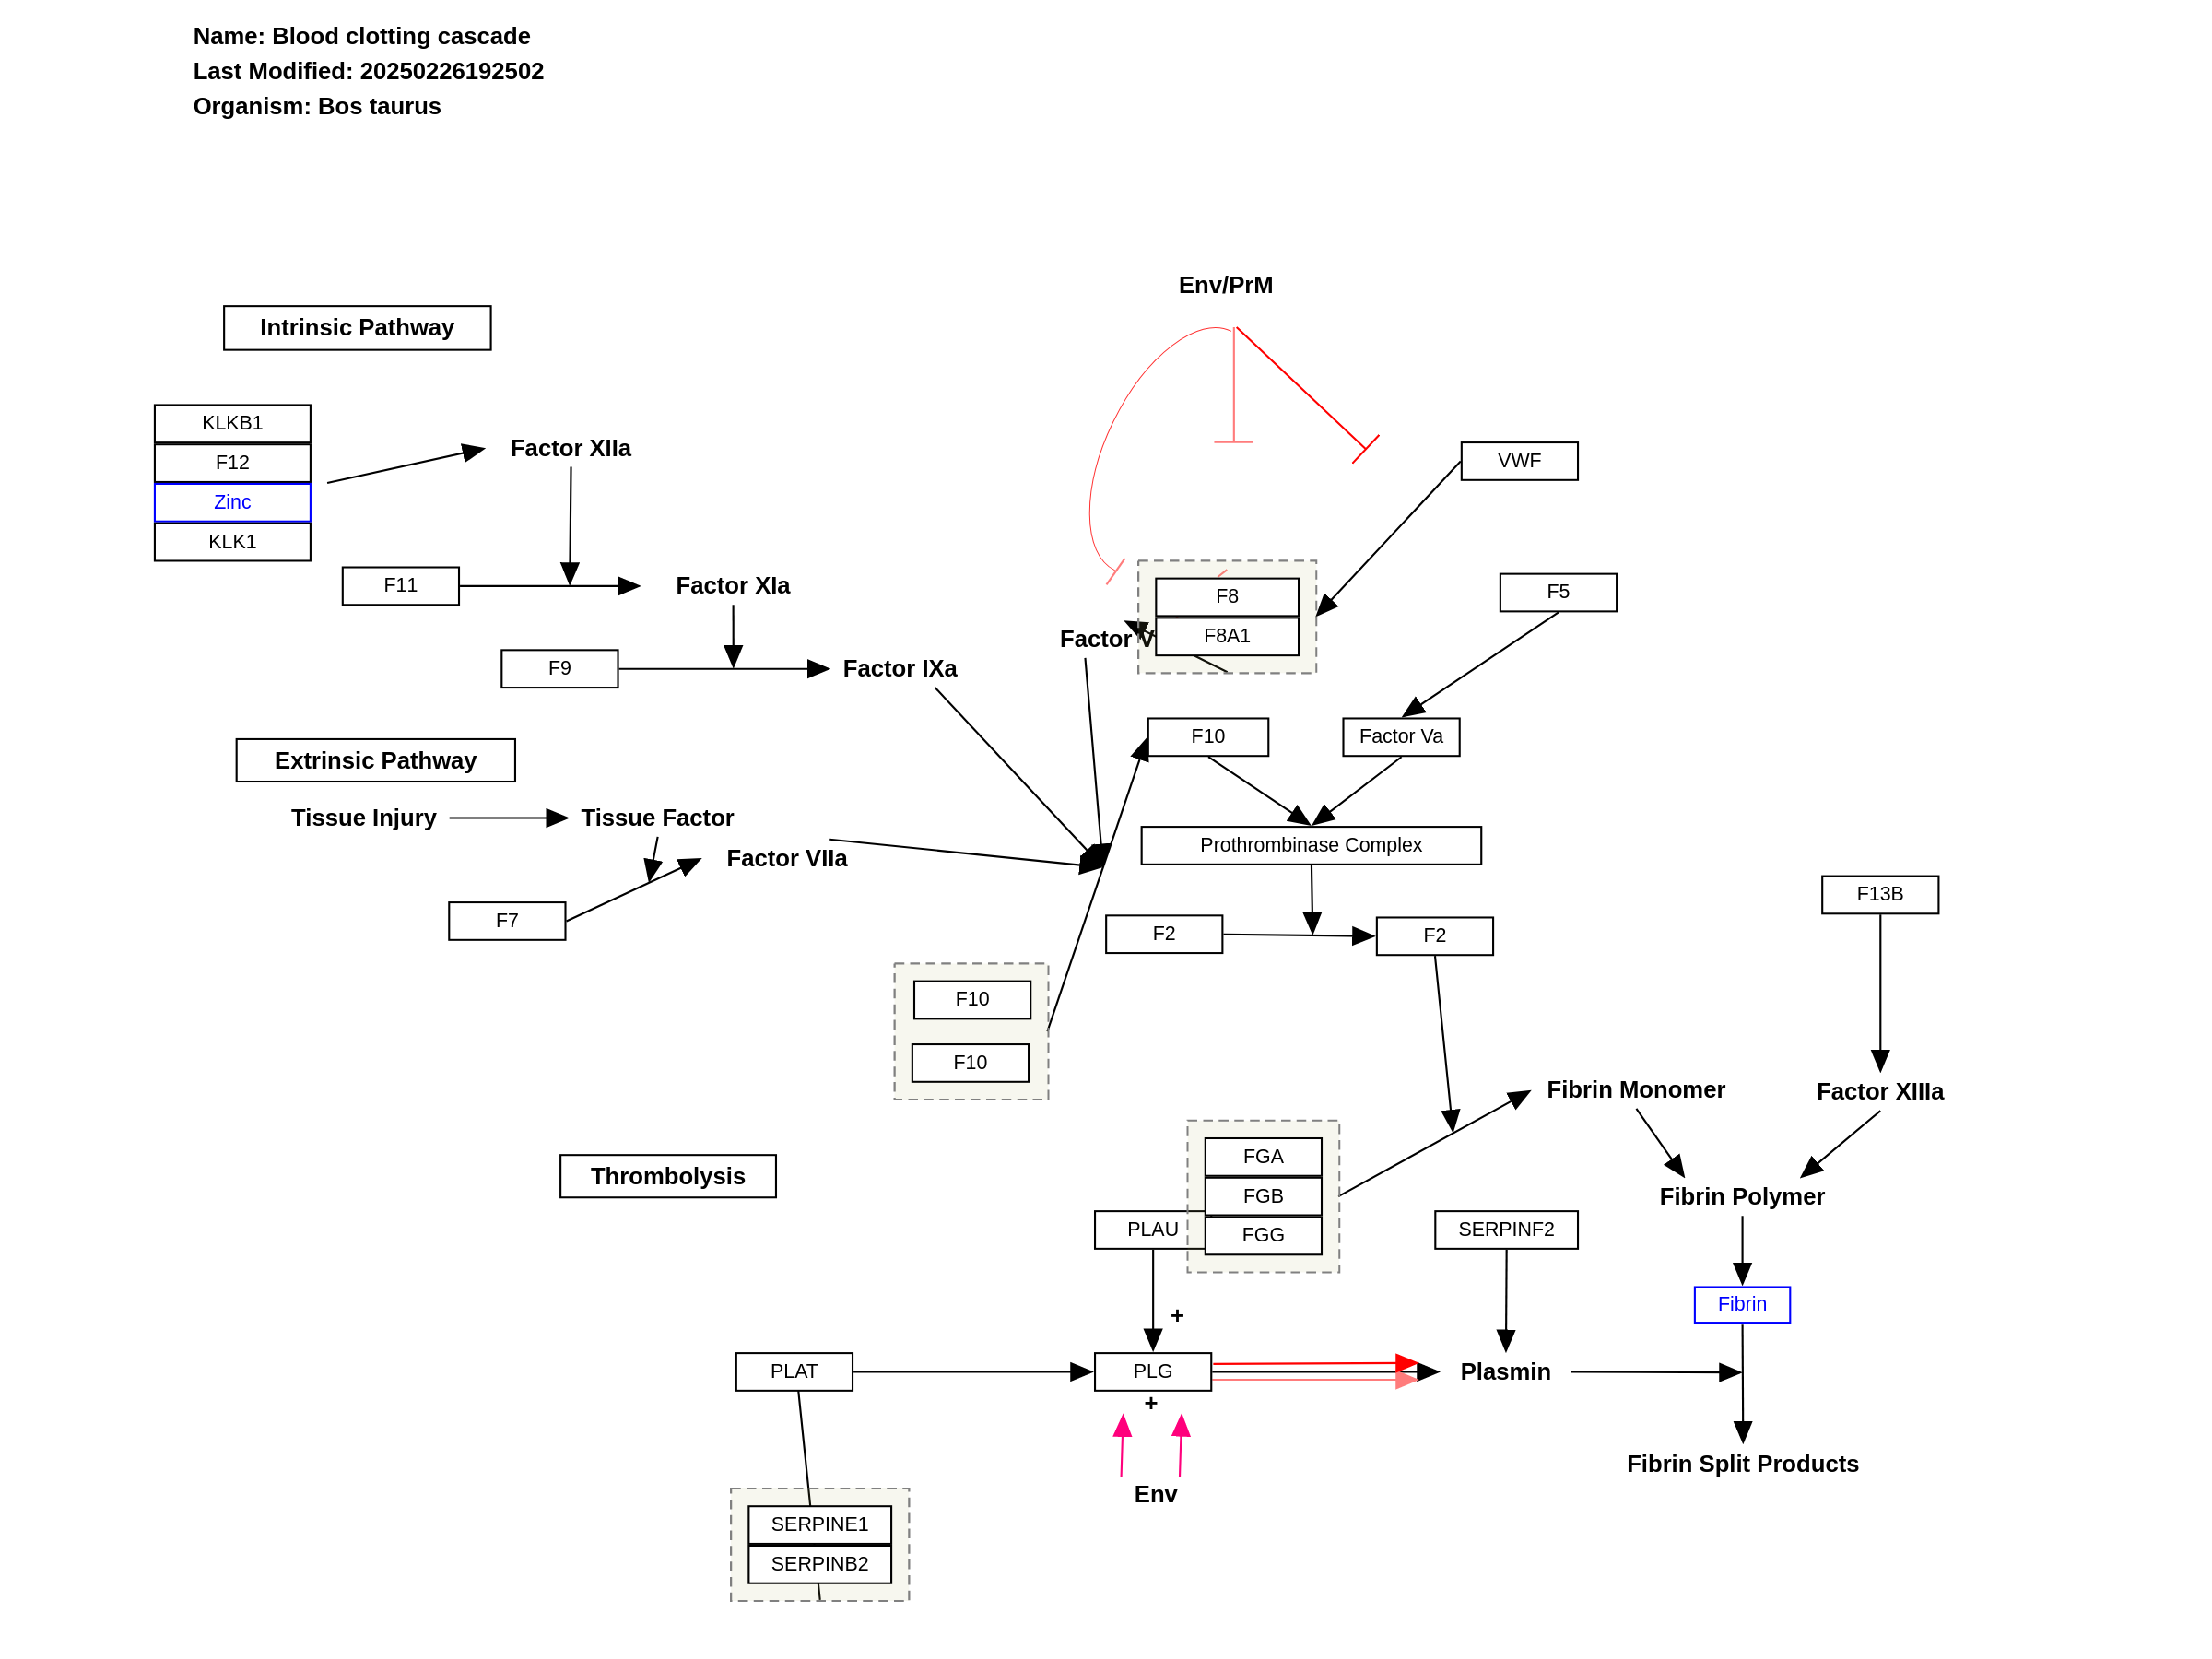 Name: Blood clotting cascade
Last Modified: 20250226192502
Organism: Bos taurus
Env/PrM
Intrinsic Pathway
KLKB1
F12
Zinc
KLK1
Factor XIIa
VWF
F11
Factor XIa
F8
F8A1
F5
Factor V
F9
Factor IXa
F10
Factor Va
Extrinsic Pathway
Tissue Injury
Tissue Factor
Factor VIIa
Prothrombinase Complex
F7
F2
F2
F13B
F10
F10
Fibrin Monomer
Factor XIIIa
Thrombolysis
FGA
FGB
FGG
PLAU
SERPINF2
Fibrin Polymer
Fibrin
+
PLAT
PLG
Plasmin
+
Env
Fibrin Split Products
SERPINE1
SERPINB2